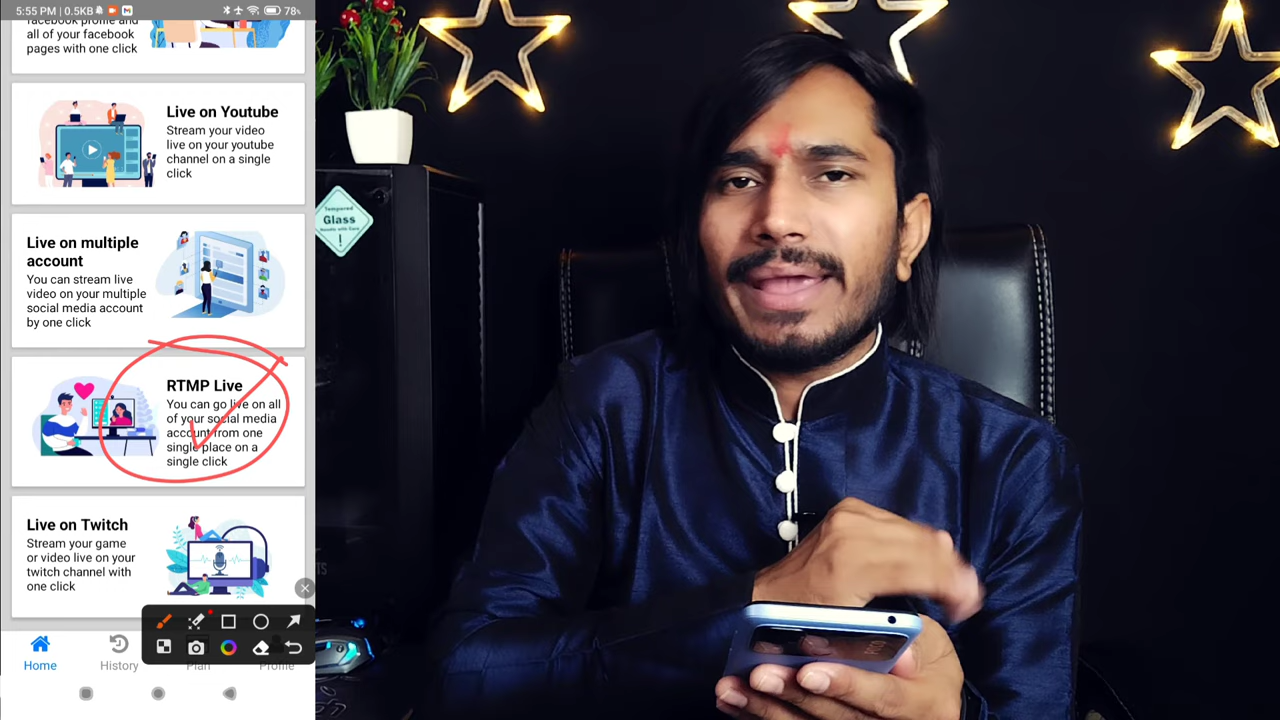 5:55 PM | 0.5KB
78%
facebook profile and
all of your facebook
pages with one click
Live on Youtube
Stream your video
live on your youtube
channel on a single
click
Live on multiple
account
You can stream live
video on your multiple
social media account
by one click
RTMP Live
You can go live on all
of your social media
account from one
single place on a
single click
Live on Twitch
Stream your game
or video live on your
twitch channel with
one click
Home
History
Plan
Profile
Tempered
Glass
!
POCO